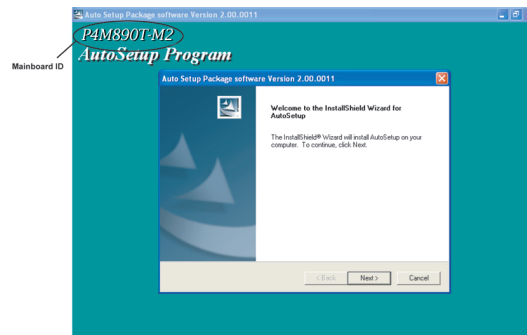 Auto Setup Package software Version 2.00.0011
P4M890T-M2
Mainboard ID
AutoSetup Program
Auto Setup Package software Version 2.00.0011
Welcome to the InstallShield Wizard for
AutoSetup
The InstallShield® Wizard will install AutoSetup on your
computer. To continue, click Next.
< Back
Next >
Cancel